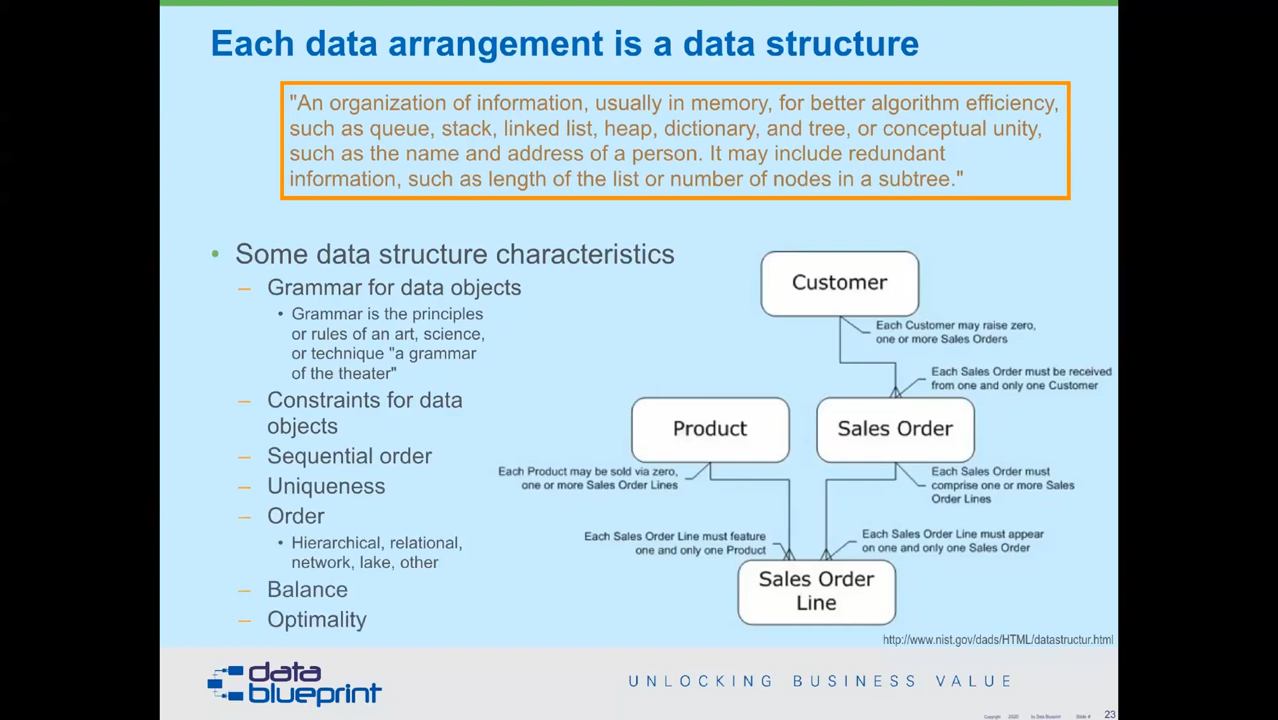 Each data arrangement is a data structure
"An organization of information, usually in memory, for better algorithm efficiency,
such as queue, stack, linked list, heap, dictionary, and tree, or conceptual unity,
such as the name and address of a person. It may include redundant
information, such as length of the list or number of nodes in a subtree."
• Some data structure characteristics
– Grammar for data objects
• Grammar is the principles
or rules of an art, science,
or technique "a grammar
of the theater"
– Constraints for data
objects
– Sequential order
– Uniqueness
– Order
• Hierarchical, relational,
network, lake, other
– Balance
– Optimality
Customer
Each Customer may raise zero,
one or more Sales Orders
Each Sales Order must be received
from one and only one Customer
Product
Sales Order
Each Product may be sold via zero,
one or more Sales Order Lines
Each Sales Order must
comprise one or more Sales
Order Lines
Each Sales Order Line must feature
one and only one Product
Each Sales Order Line must appear
on one and only one Sales Order
Sales Order
Line
http://www.nist.gov/dads/HTML/datastructur.html
data
blueprint
UNLOCKING BUSINESS VALUE
Copyright 2020 by Data Blueprint Slide # 23